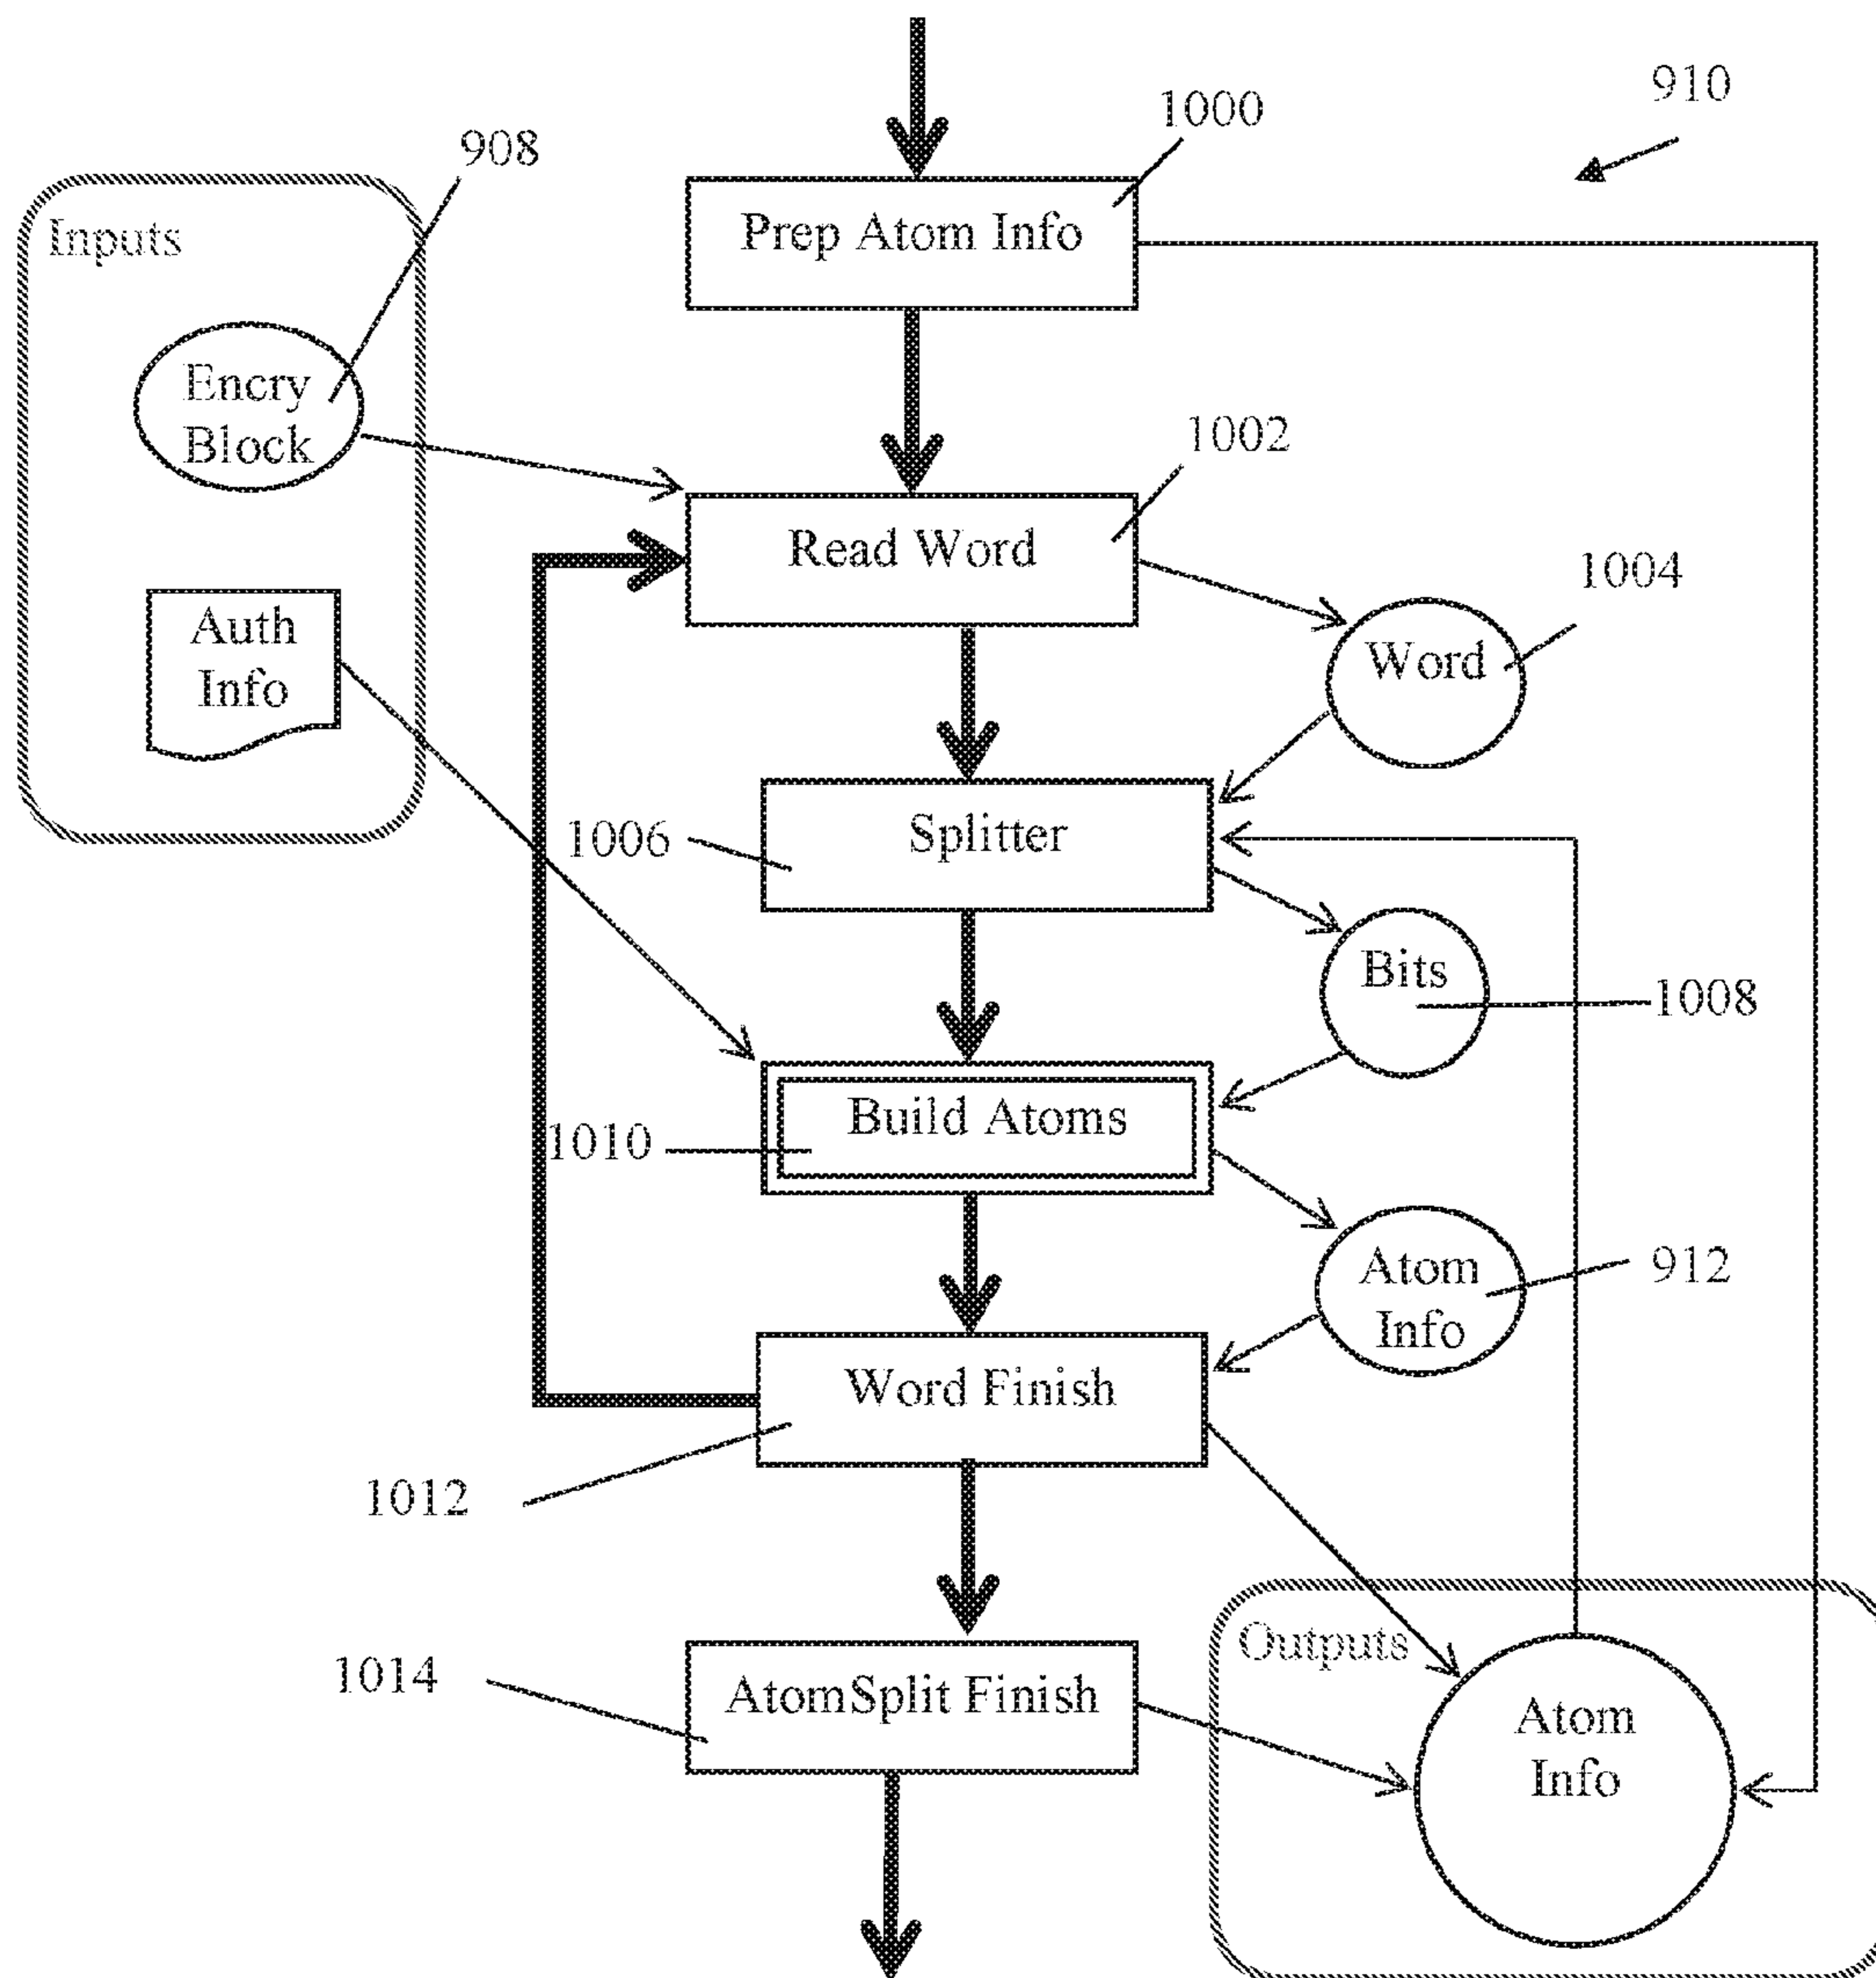 910
1000
908
Prep Atom Info
Inputs
Encry
Block
1002
Read Word
1004
Auth
Info
Word
1006
Splitter
Bits
1008
Build Atoms
1010
Atom
Info
912
Word Finish
1012
Outputs
1014
AtomSplit Finish
Atom
Info